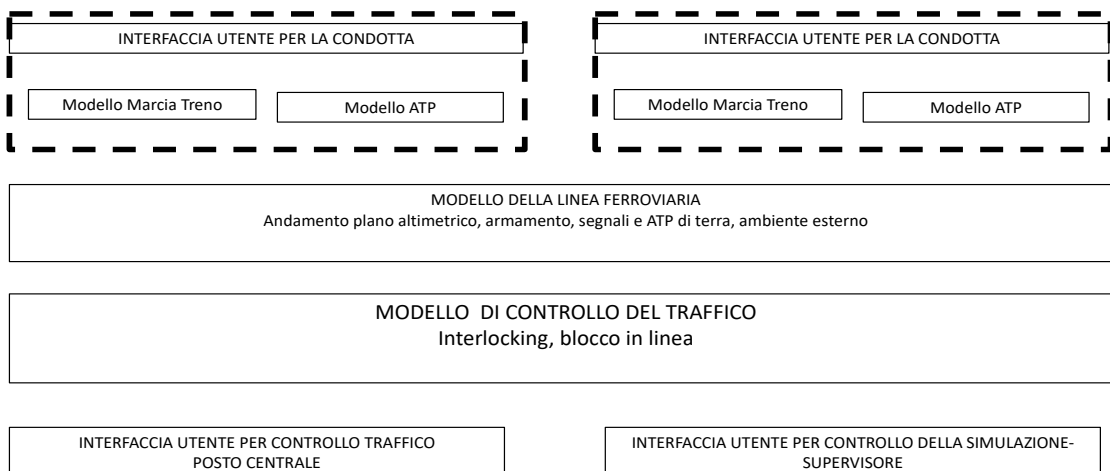 INTERFACCIA UTENTE PER LA CONDOTTA
INTERFACCIA UTENTE PER LA CONDOTTA
Modello Marcia Treno
Modello ATP
Modello Marcia Treno
Modello ATP
MODELLO DELLA LINEA FERROVIARIA
Andamento plano altimetrico, armamento, segnali e ATP di terra, ambiente esterno
MODELLO DI CONTROLLO DEL TRAFFICO
Interlocking, blocco in linea
INTERFACCIA UTENTE PER CONTROLLO TRAFFICO
POSTO CENTRALE
INTERFACCIA UTENTE PER CONTROLLO DELLA SIMULAZIONE-
SUPERVISORE